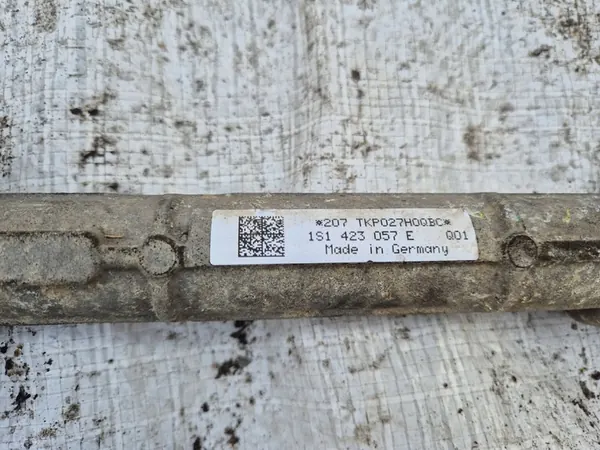 *207 TKP027H0QBC*
1S1 423 057 E Q01
Made in Germany